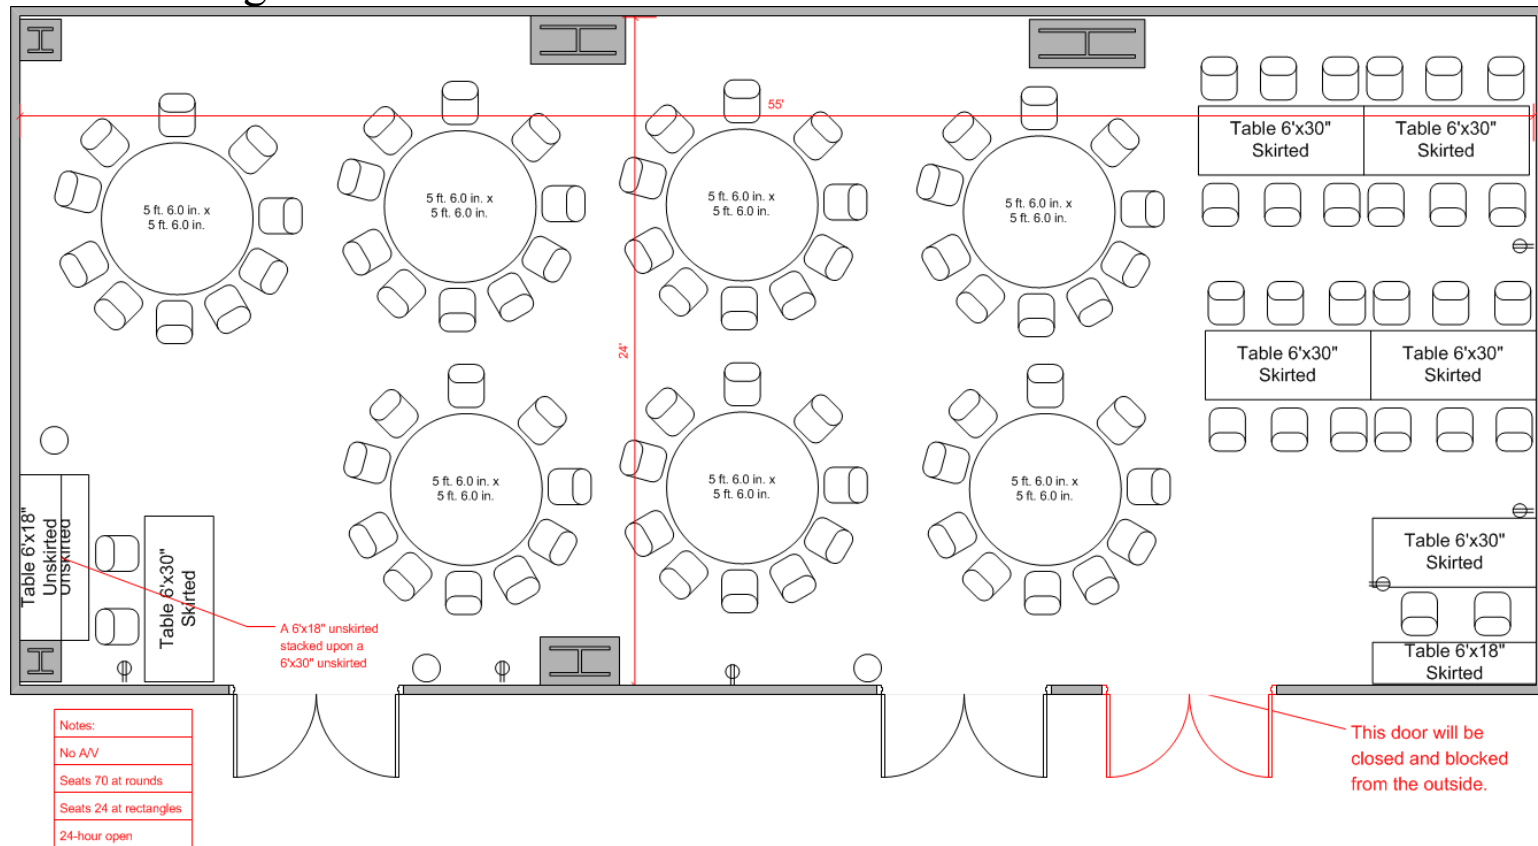 55'
Table 6'x30"
Skirted
Table 6'x30"
Skirted
5 ft. 6.0 in. x
5 ft. 6.0 in.
5 ft. 6.0 in. x
5 ft. 6.0 in.
5 ft. 6.0 in. x
5 ft. 6.0 in.
5 ft. 6.0 in. x
5 ft. 6.0 in.
24'
Table 6'x30"
Skirted
Table 6'x30"
Skirted
5 ft. 6.0 in. x
5 ft. 6.0 in.
5 ft. 6.0 in. x
5 ft. 6.0 in.
5 ft. 6.0 in. x
5 ft. 6.0 in.
Table 6'x18"
Unskirted
Unskirted
Table 6'x30"
Skirted
A 6'x18" unskirted
stacked upon a
6'x30" unskirted
Table 6'x30"
Skirted
Table 6'x18"
Skirted
Notes:
No A/V
Seats 70 at rounds
Seats 24 at rectangles
24-hour open
This door will be
closed and blocked
from the outside.